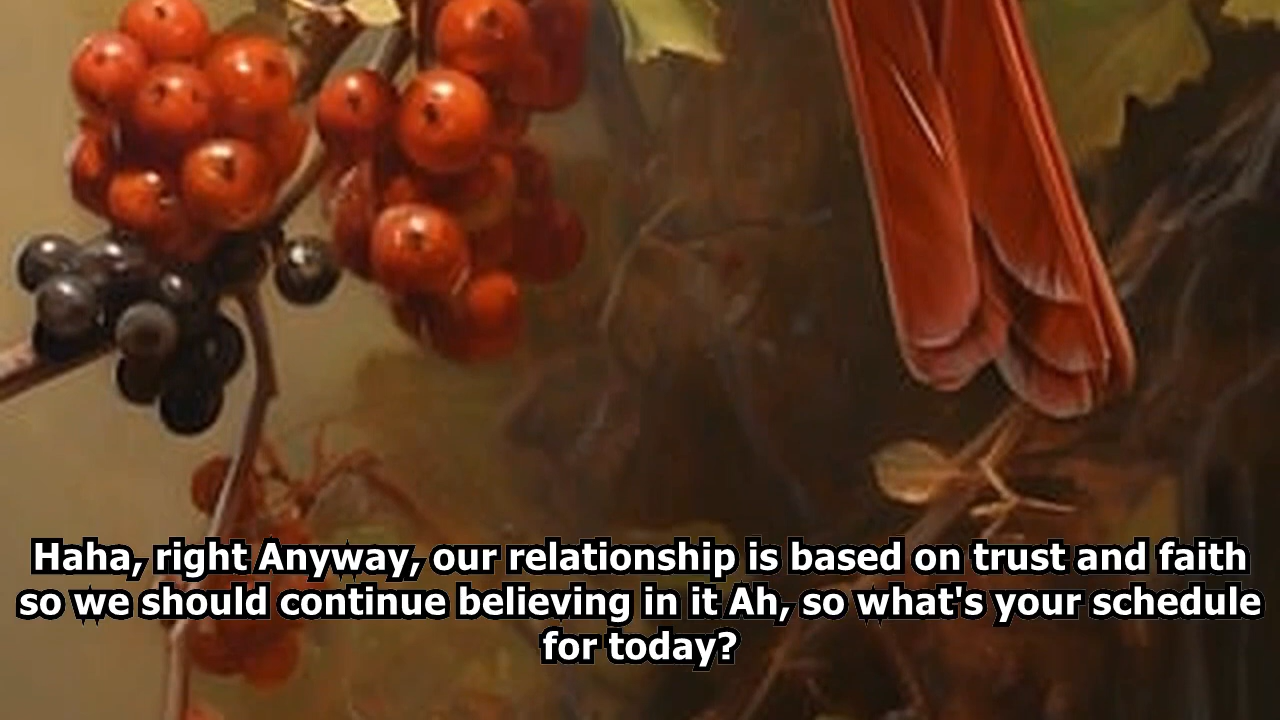 Haha, right Anyway, our relationship is based on trust and faith
so we should continue believing in it Ah, so what's your schedule
for today?